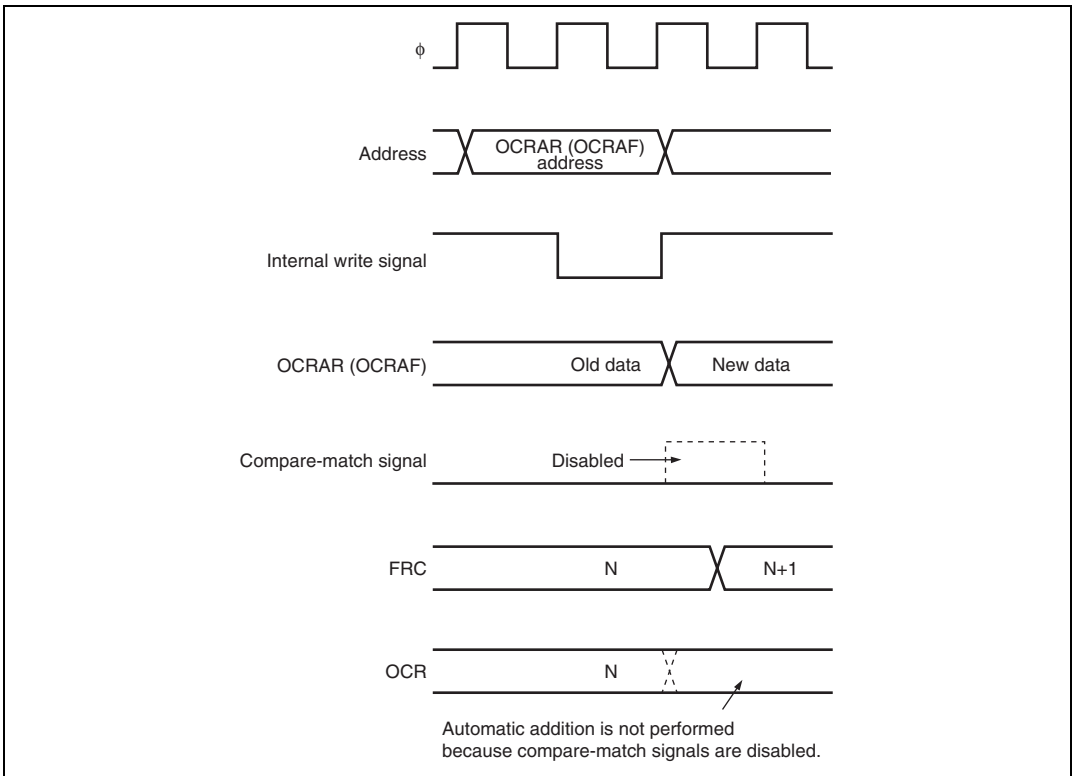 ϕ
Address
OCRAR (OCRAF)
address
Internal write signal
OCRAR (OCRAF)
Old data
New data
Compare-match signal
Disabled
FRC
N
N+1
OCR
N
Automatic addition is not performed
because compare-match signals are disabled.